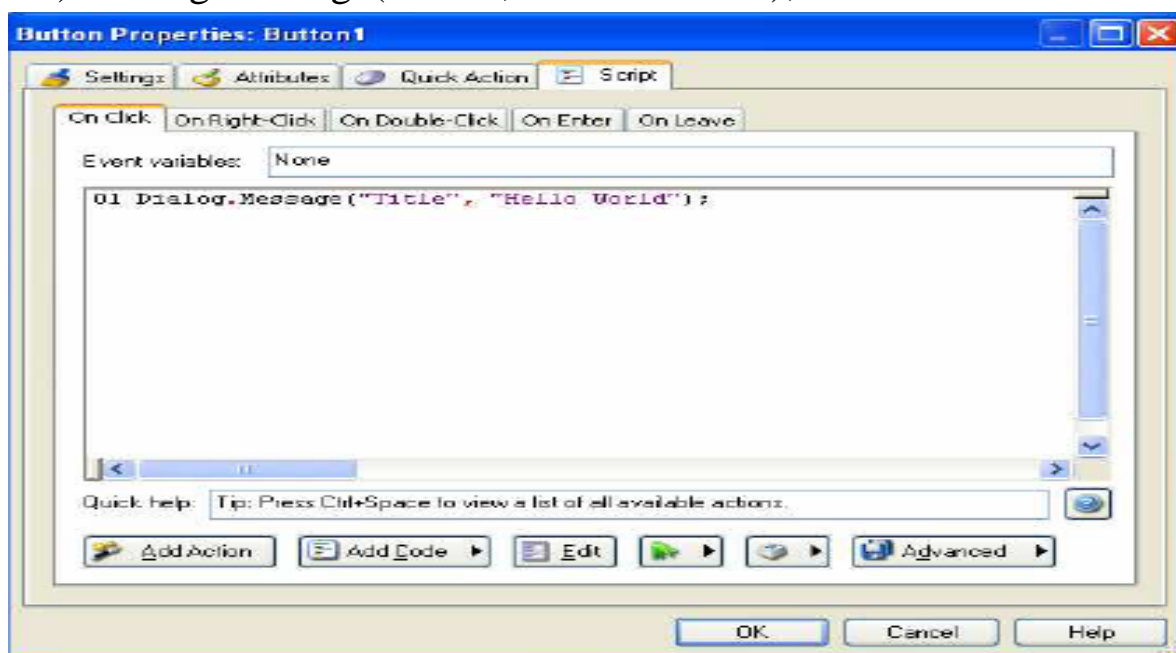 Button Properties: Button1
Settings Attributes Quick Action Script
On Click On Right-Click On Double-Click On Enter On Leave
Event variables: None
01 Dialog.Message("Title", "Hello World");
Quick help: Tip: Press Ctrl+Space to view a list of all available actions.
Add Action Add Code Edit Advanced
OK Cancel Help